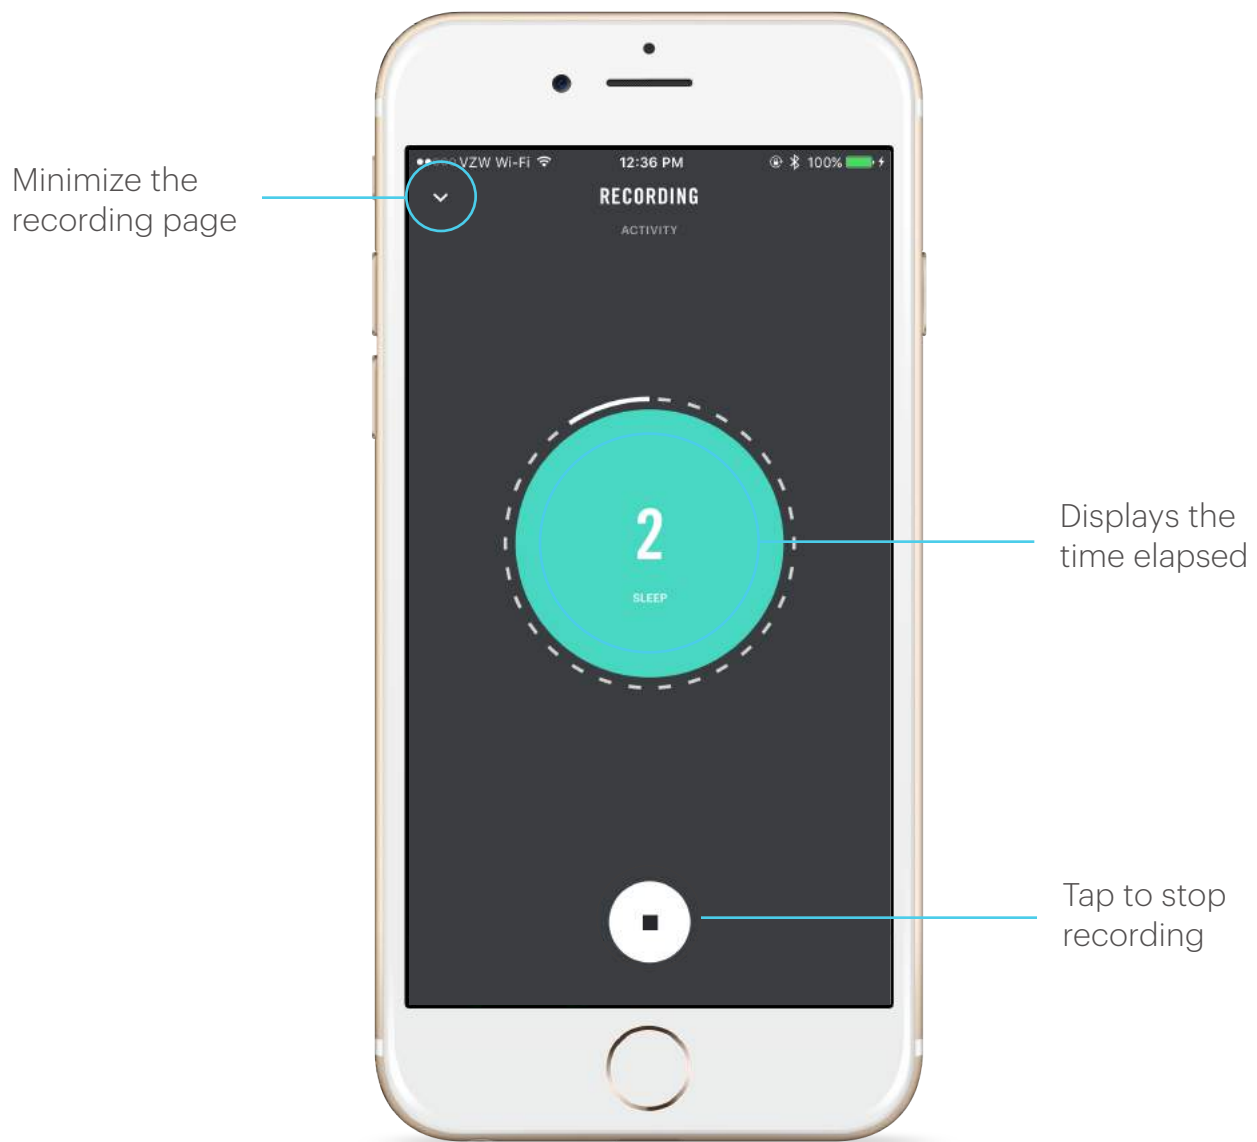 VZW Wi-Fi 12:36 PM 100%
Minimize the
recording page
RECORDING
ACTIVITY
2
SLEEP
Displays the
time elapsed
Tap to stop
recording